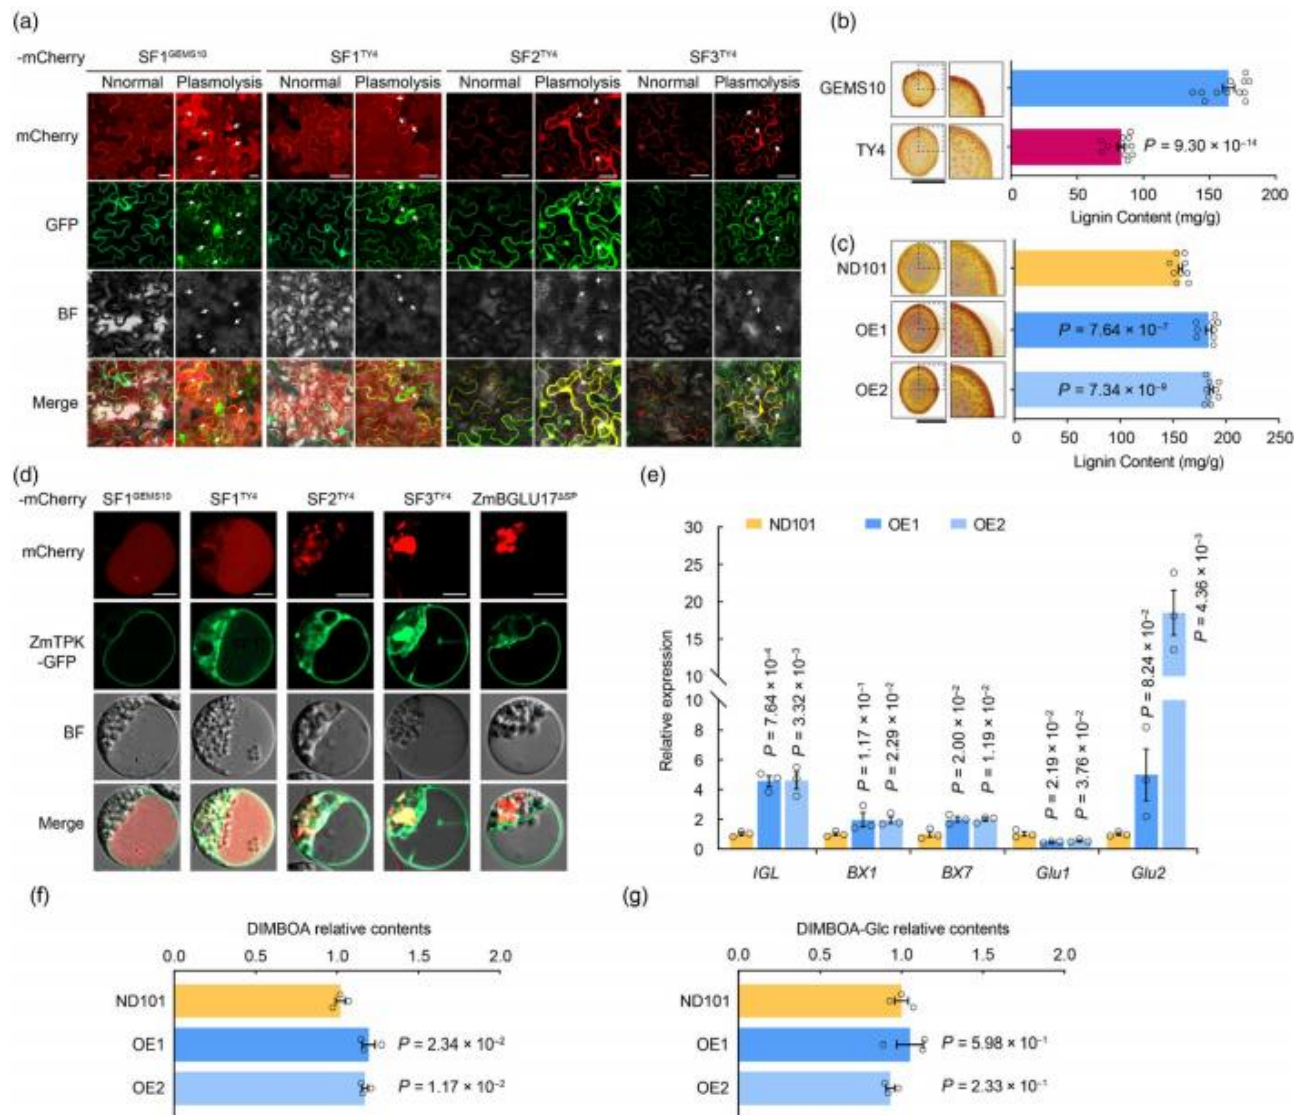 (a)
-mCherry SF1GEMS10 SF1TY4 SF2TY4 SF3TY4
Nnormal Plasmolysis Nnormal Plasmolysis Nnormal Plasmolysis Nnormal Plasmolysis
mCherry
GFP
BF
Merge
(b)
GEMS10
TY4
P = 9.30 × 10−14
0 50 100 150 200
Lignin Content (mg/g)
(c)
ND101
OE1
P = 7.64 × 10−7
OE2
P = 7.34 × 10−9
0 50 100 150 200 250
Lignin Content (mg/g)
(d)
-mCherry SF1GEMS10 SF1TY4 SF2TY4 SF3TY4 ZmBGLU17ΔSP
mCherry
ZmTPK
-GFP
BF
Merge
(e)
ND101 OE1 OE2
Relative expression
30
25
20
15
10
10
8
6
4
2
0
P = 7.64 × 10−4
P = 3.32 × 10−3
P = 1.17 × 10−1
P = 2.29 × 10−2
P = 2.00 × 10−2
P = 1.19 × 10−2
P = 2.19 × 10−2
P = 3.76 × 10−2
P = 8.24 × 10−2
P = 4.36 × 10−3
IGL BX1 BX7 Glu1 Glu2
(f)
DIMBOA relative contents
0.0 0.5 1.0 1.5 2.0
ND101
OE1 P = 2.34 × 10−2
OE2 P = 1.17 × 10−2
(g)
DIMBOA-Glc relative contents
0.0 1.0 1.0 1.5 2.0
ND101
OE1 P = 5.98 × 10−1
OE2 P = 2.33 × 10−1